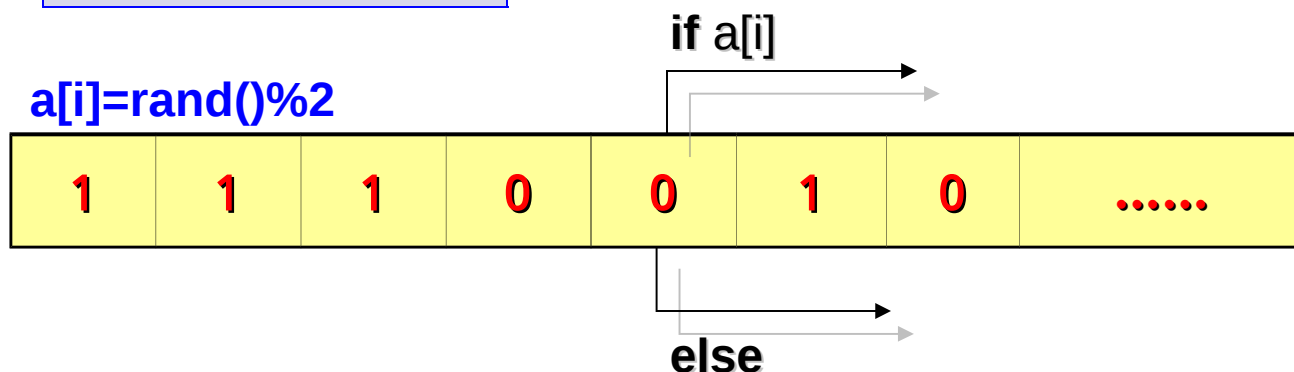 if a[i]
a[i]=rand()%2
1 1 1 0 0 1 0 ......
else